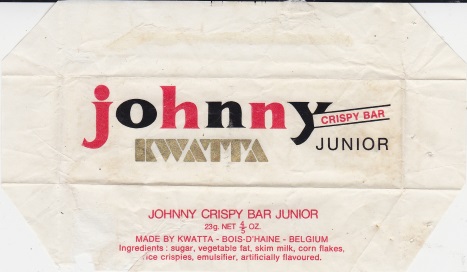 johnny
CRISPY BAR
KWATTA
JUNIOR
JOHNNY CRISPY BAR JUNIOR
23g. NET ⅘ OZ.
MADE BY KWATTA - BOIS-D'HAINE - BELGIUM
Ingredients : sugar, vegetable fat, skim milk, corn flakes,
ice crispies, emulsifier, artificially flavoured.